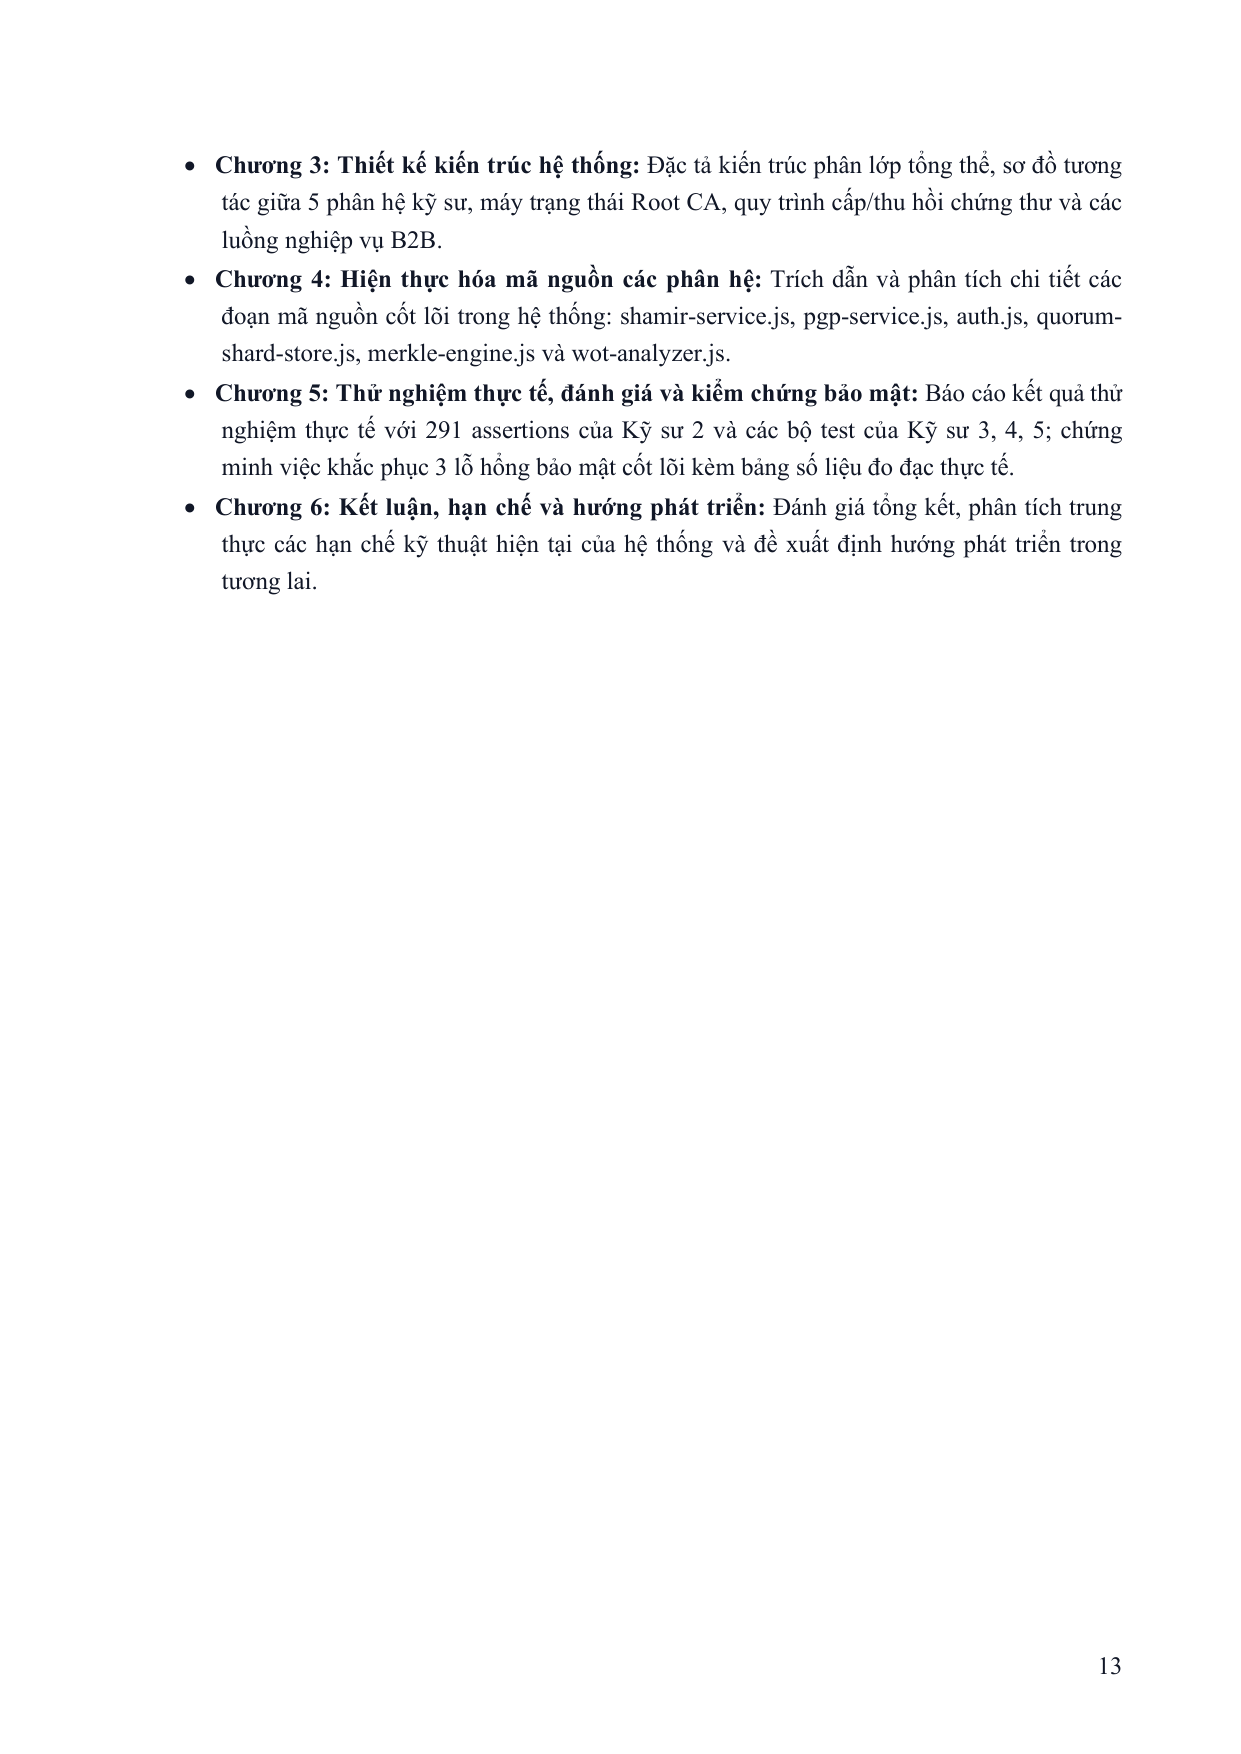 • Chương 3: Thiết kế kiến trúc hệ thống: Đặc tả kiến trúc phân lớp tổng thể, sơ đồ tương
tác giữa 5 phân hệ kỹ sư, máy trạng thái Root CA, quy trình cấp/thu hồi chứng thư và các
luồng nghiệp vụ B2B.
• Chương 4: Hiện thực hóa mã nguồn các phân hệ: Trích dẫn và phân tích chi tiết các
đoạn mã nguồn cốt lõi trong hệ thống: shamir-service.js, pgp-service.js, auth.js, quorum-
shard-store.js, merkle-engine.js và wot-analyzer.js.
• Chương 5: Thử nghiệm thực tế, đánh giá và kiểm chứng bảo mật: Báo cáo kết quả thử
nghiệm thực tế với 291 assertions của Kỹ sư 2 và các bộ test của Kỹ sư 3, 4, 5; chứng
minh việc khắc phục 3 lỗ hổng bảo mật cốt lõi kèm bảng số liệu đo đạc thực tế.
• Chương 6: Kết luận, hạn chế và hướng phát triển: Đánh giá tổng kết, phân tích trung
thực các hạn chế kỹ thuật hiện tại của hệ thống và đề xuất định hướng phát triển trong
tương lai.
13